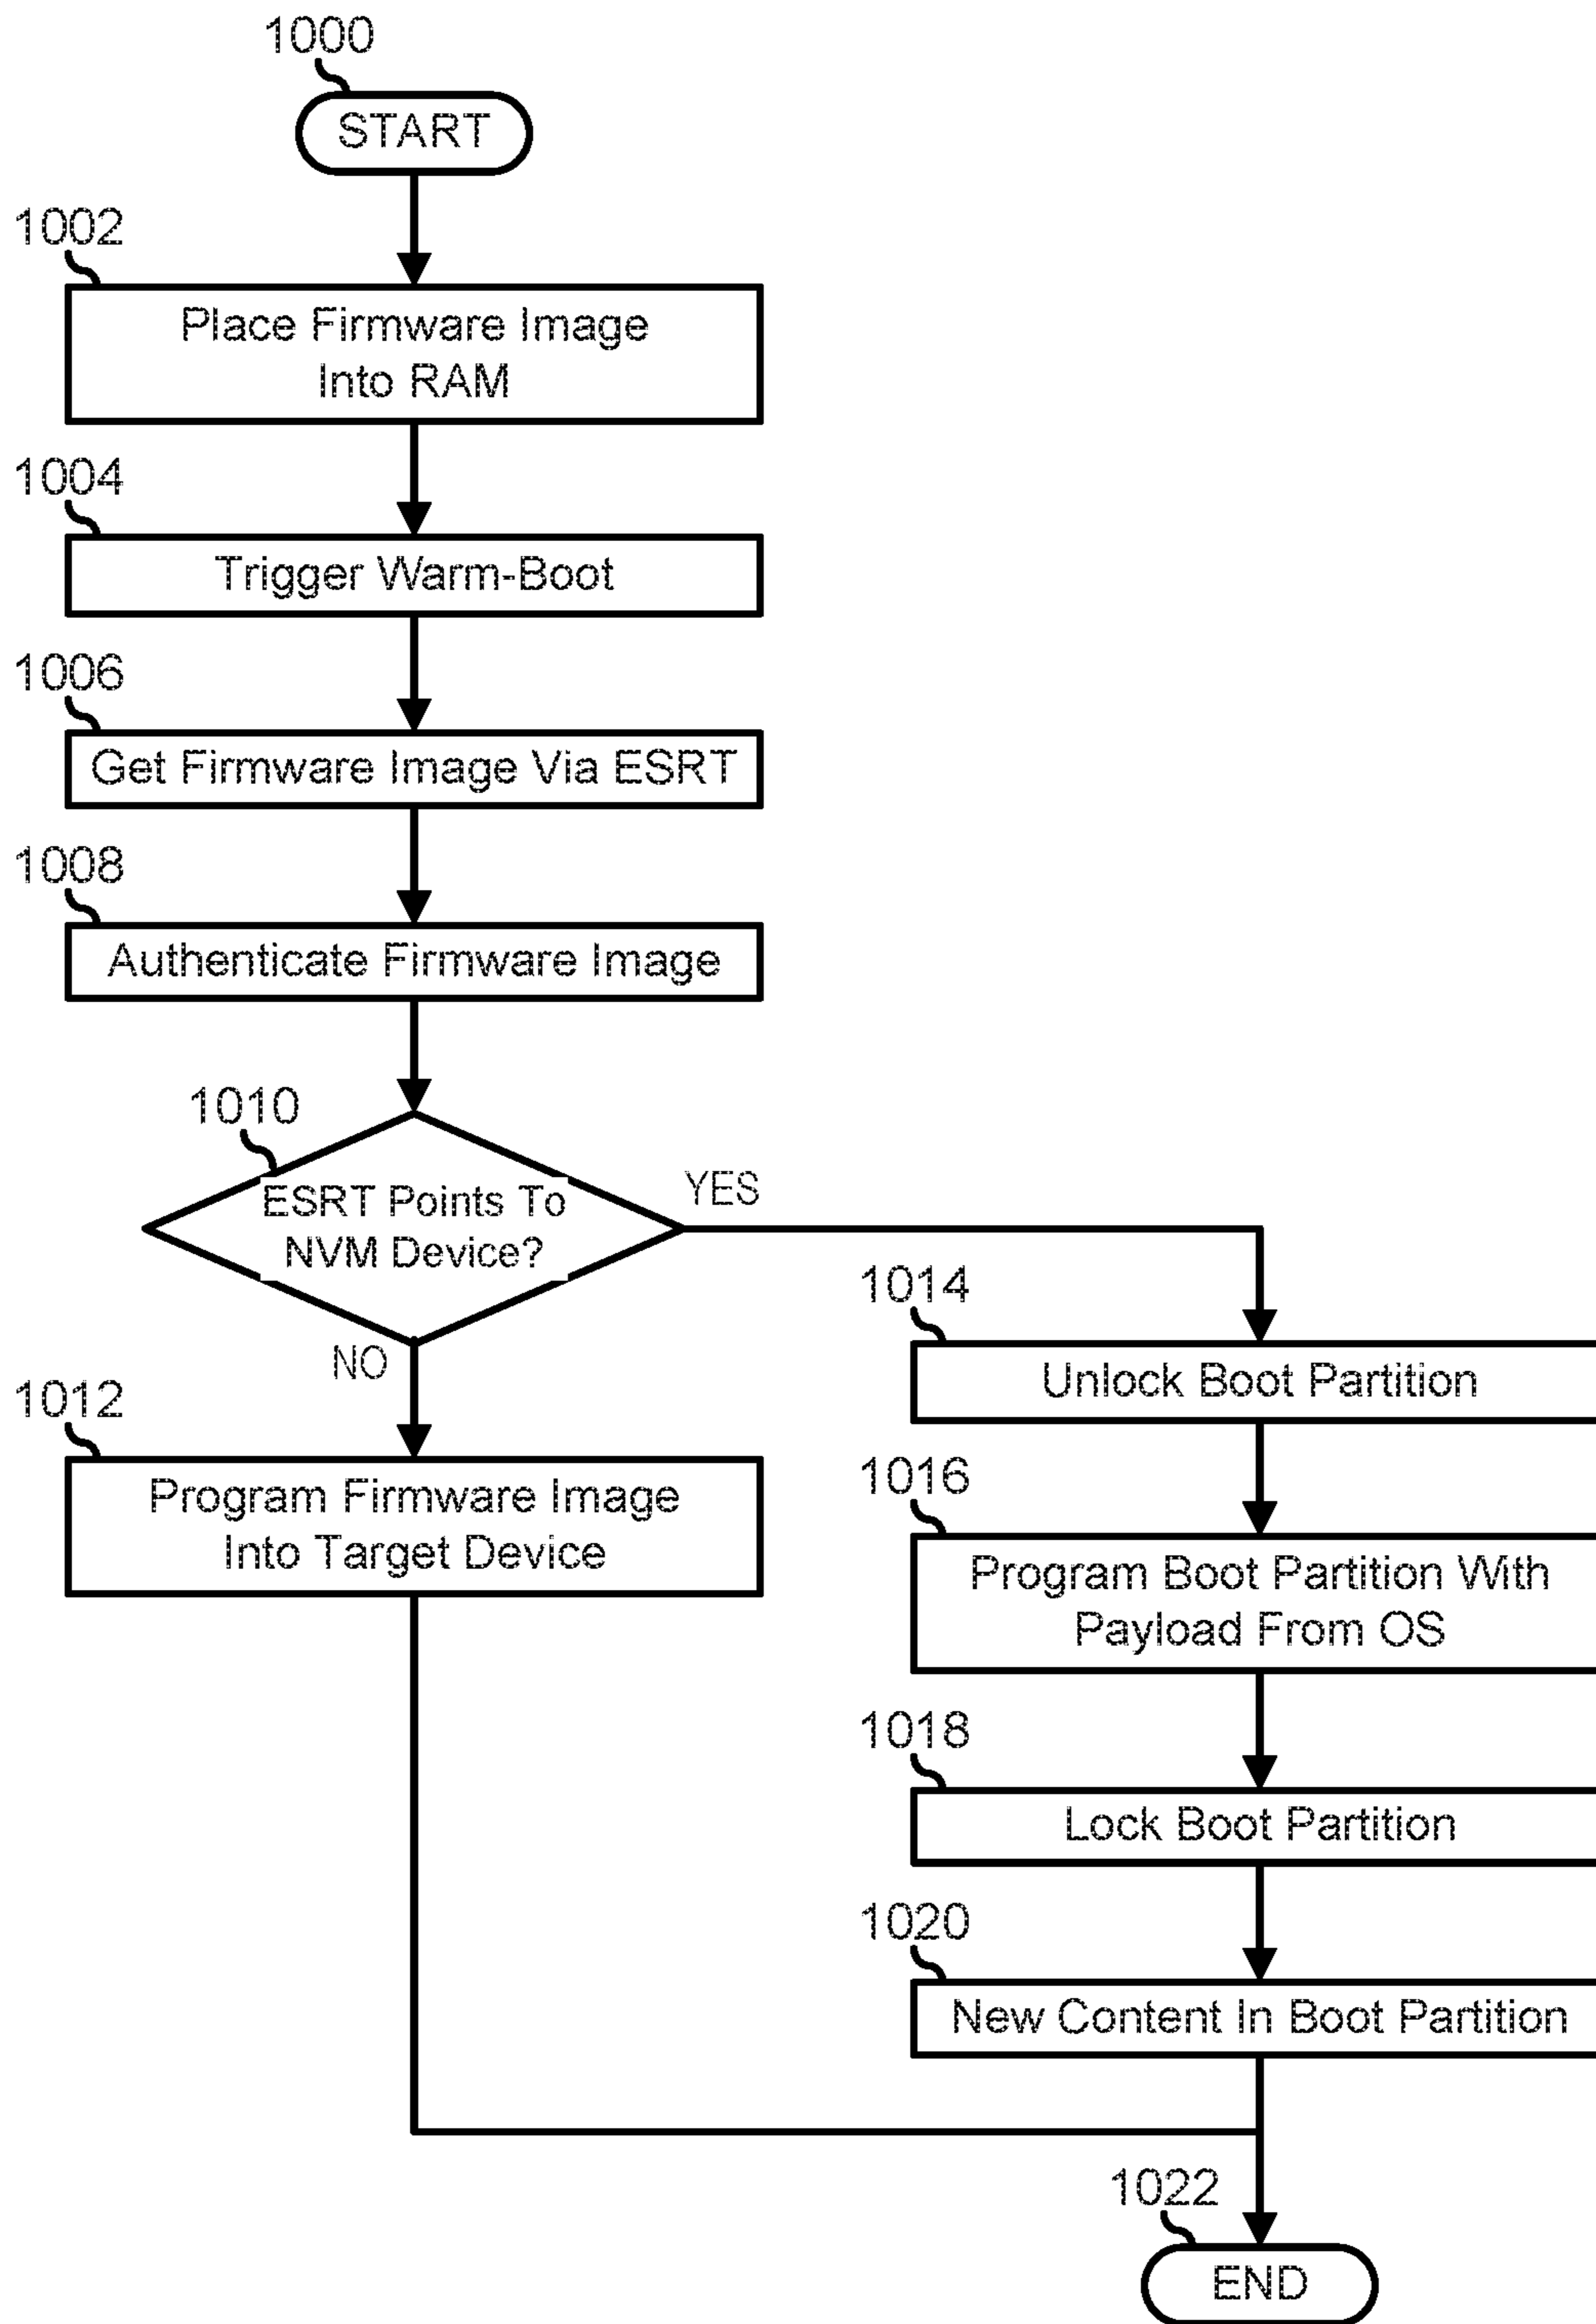 1000
START
1002
Place Firmware Image
Into RAM
1004
Trigger Warm-Boot
1006
Get Firmware Image Via ESRT
1008
Authenticate Firmware Image
1010
ESRT Points To
NVM Device?
YES
NO
1012
Program Firmware Image
Into Target Device
1014
Unlock Boot Partition
1016
Program Boot Partition With
Payload From OS
1018
Lock Boot Partition
1020
New Content In Boot Partition
1022
END